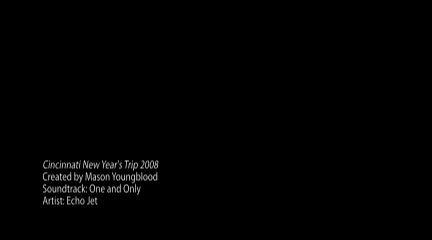 Cincinnati New Year's Trip 2008
Created by Mason Youngblood
Soundtrack: One and Only
Artist: Echo Jet